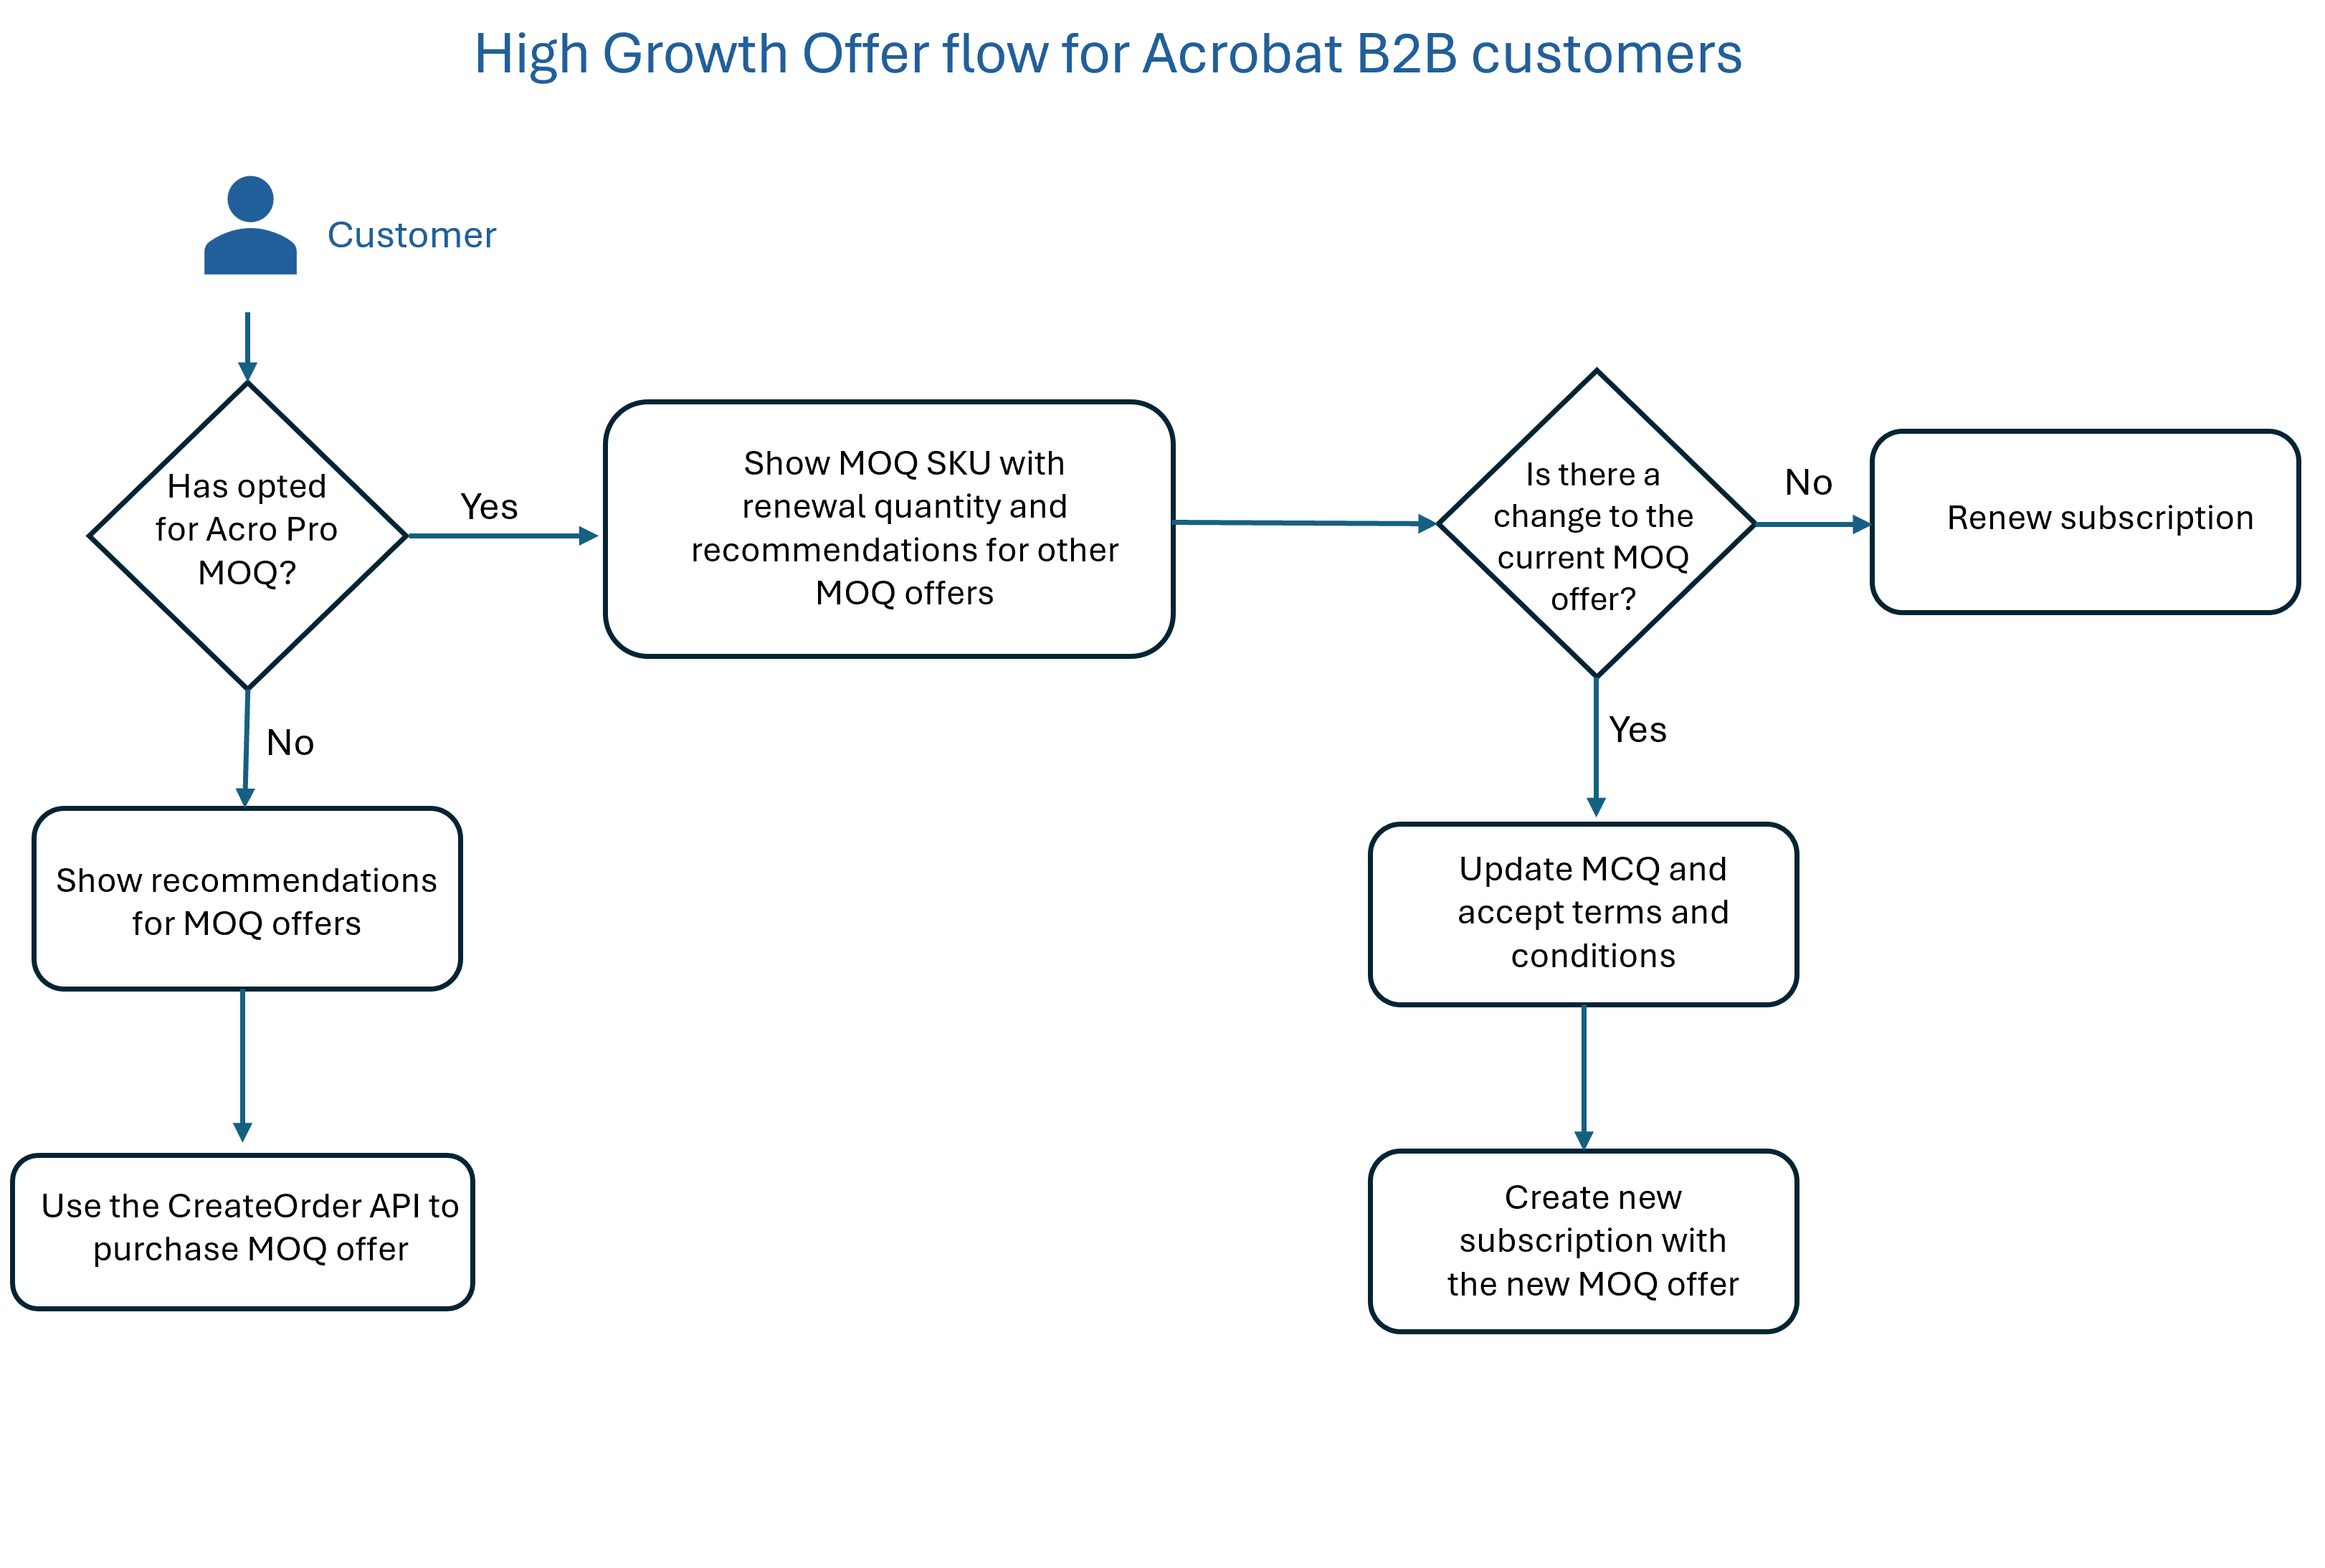 High Growth Offer flow for Acrobat B2B customers
Customer
Has opted
for Acro Pro
MOQ?
Yes
Show MOQ SKU with
renewal quantity and
recommendations for other
MOQ offers
Is there a
change to the
current MOQ
offer?
No
Renew subscription
No
Yes
Show recommendations
for MOQ offers
Update MCQ and
accept terms and
conditions
Use the CreateOrder API to
purchase MOQ offer
Create new
subscription with
the new MOQ offer